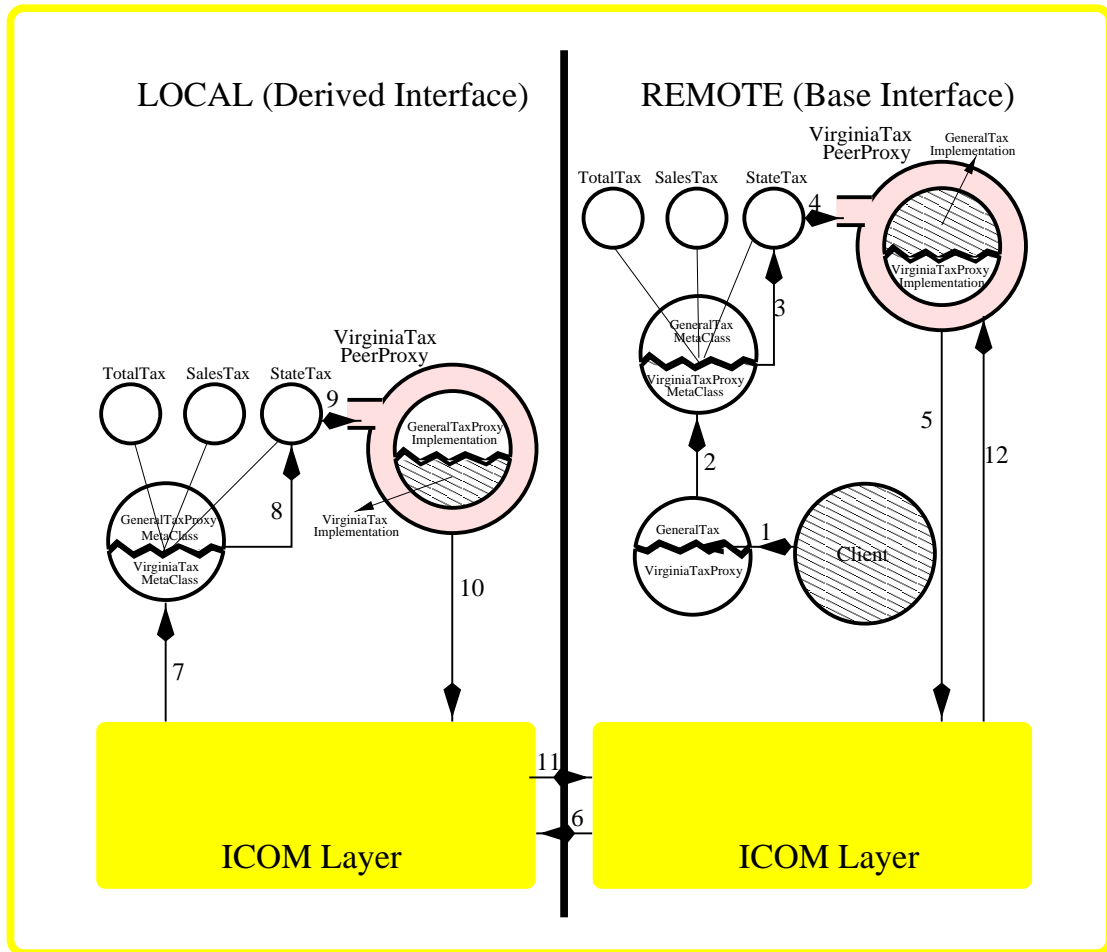 LOCAL (Derived Interface)
REMOTE (Base Interface)
VirginiaTax
PeerProxy
GeneralTax
Implementation
TotalTax
SalesTax
StateTax
4
VirginiaTaxProxy
Implementation
3
GeneralTax
MetaClass
VirginiaTaxProxy
MetaClass
VirginiaTax
PeerProxy
TotalTax
SalesTax
StateTax
9
GeneralTaxProxy
Implementation
5
12
2
8
VirginiaTax
Implementation
GeneralTaxProxy
MetaClass
VirginiaTax
MetaClass
GeneralTax
1
VirginiaTaxProxy
Client
10
7
11
6
ICOM Layer
ICOM Layer